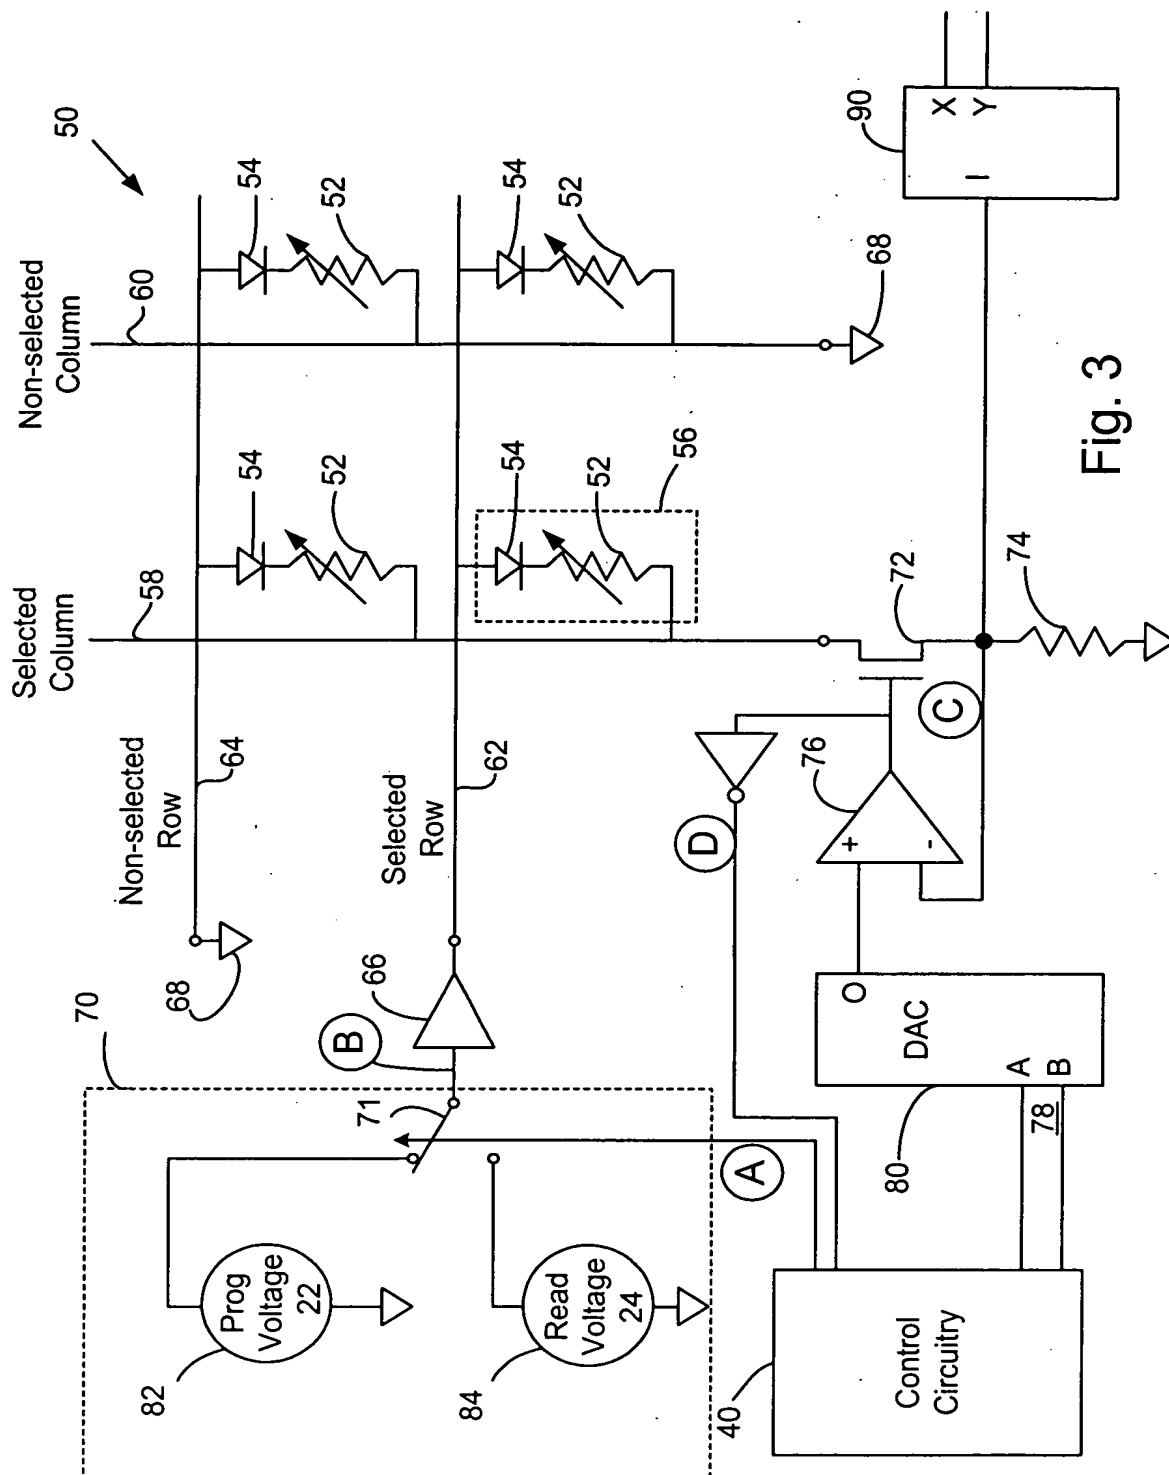 Selected
Column
Non-selected
Column
50
70
58
60
Non-selected
Row
64
68
54
52
54
52
82
Prog
Voltage
22
71
B
66
Selected
Row
62
54
52
56
54
52
84
Read
Voltage
24
A
D
68
40
Control
Circuitry
78
A
B
80
DAC
O
76
+
-
C
72
74
90
I
X
Y
Fig. 3